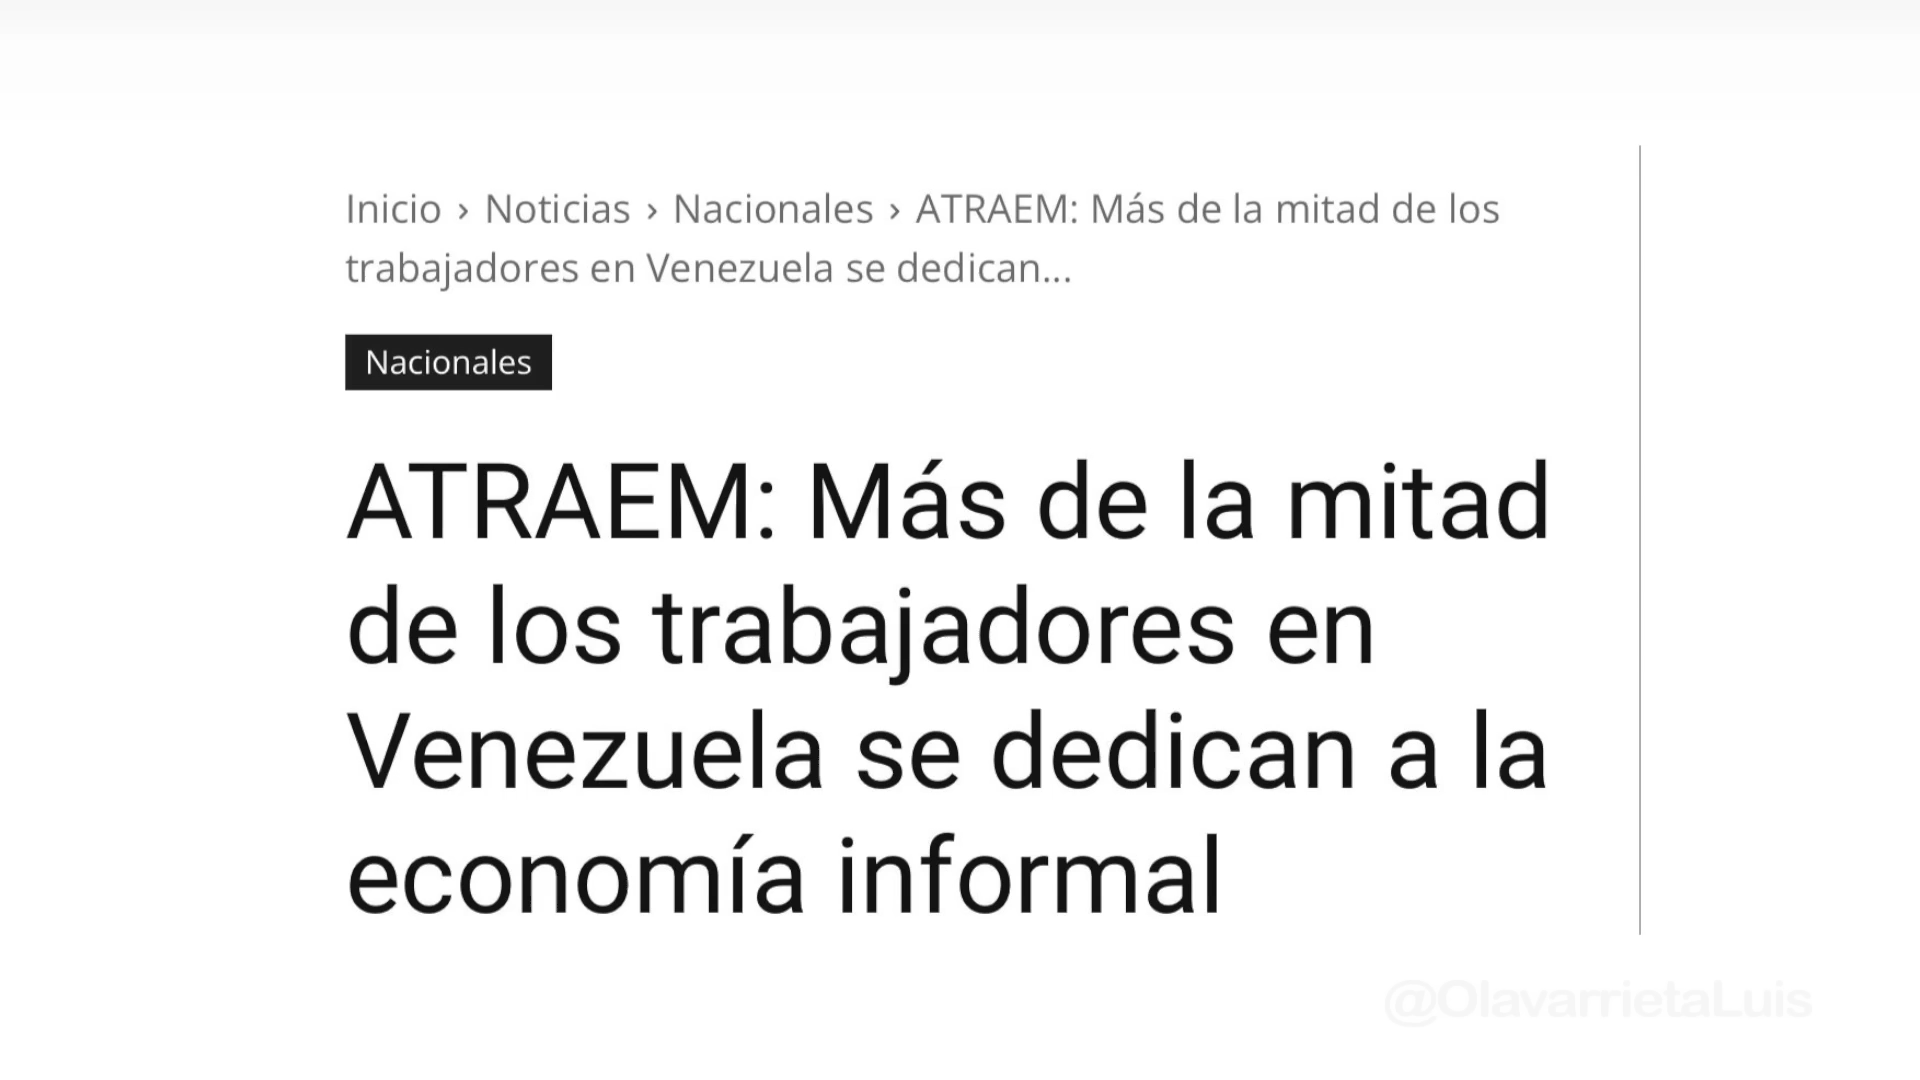 Inicio › Noticias › Nacionales › ATRAEM: Más de la mitad de los
trabajadores en Venezuela se dedican...
Nacionales
ATRAEM: Más de la mitad
de los trabajadores en
Venezuela se dedican a la
economía informal
@OlavarrietaLuis